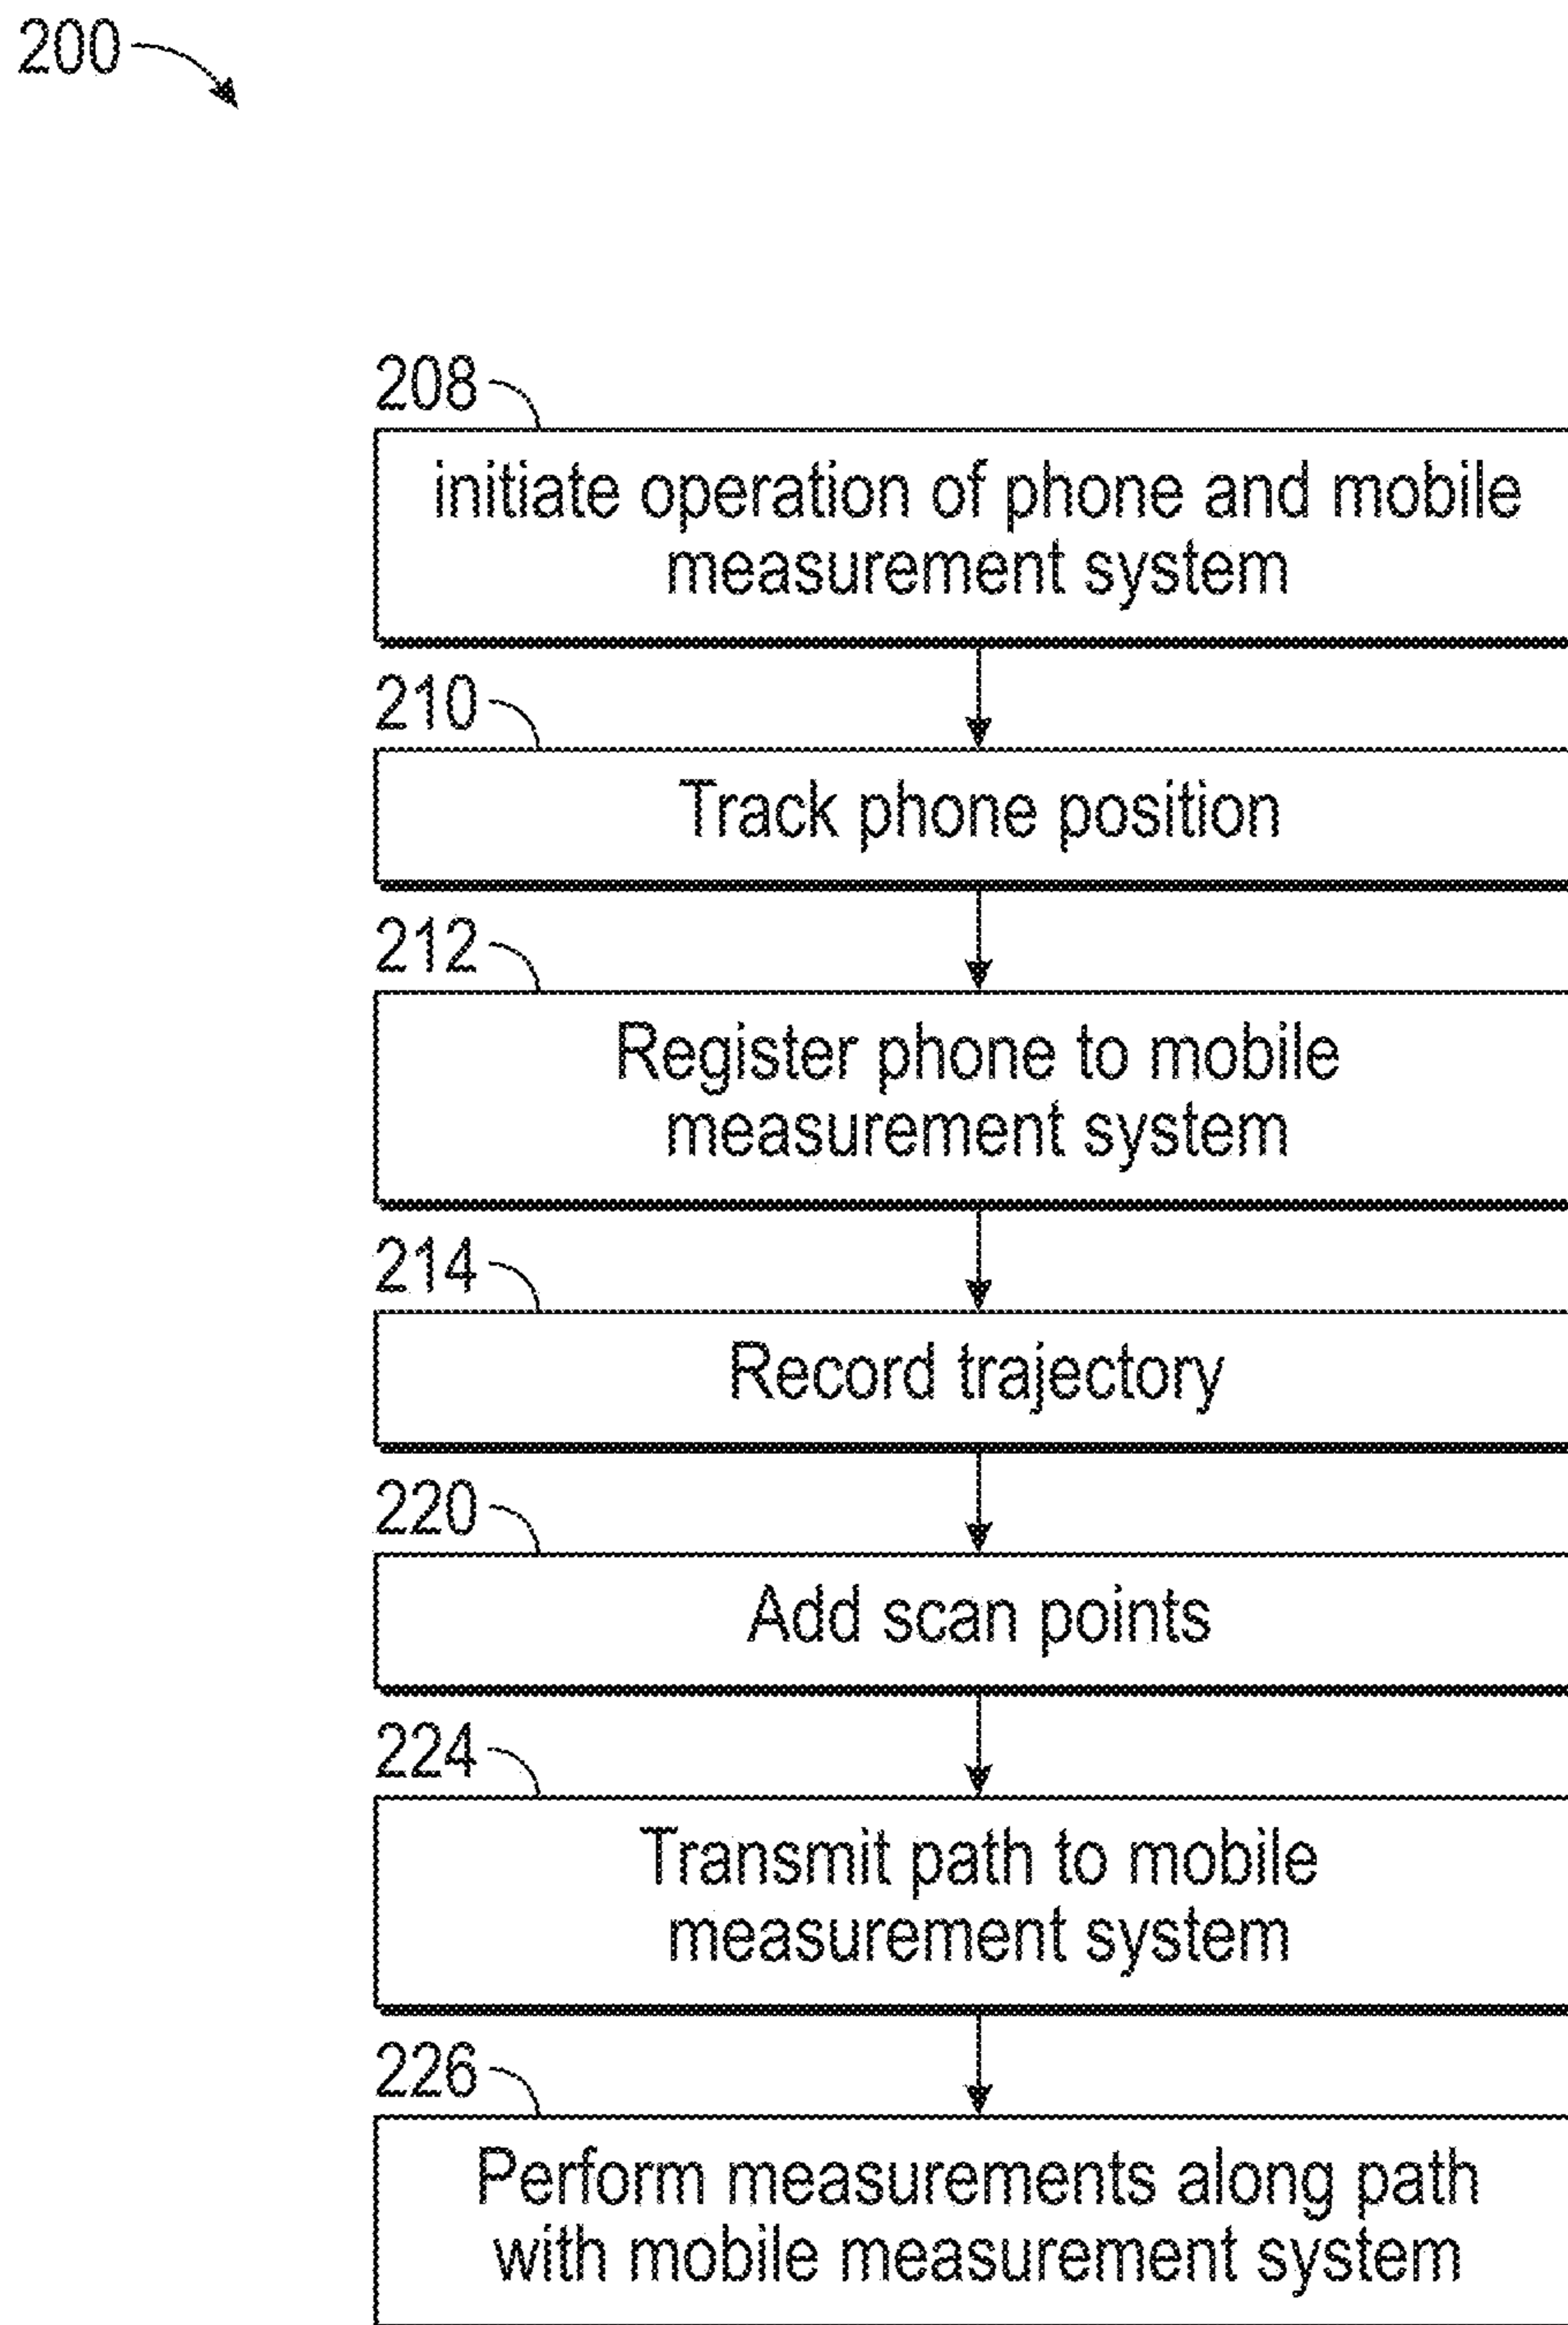 200
208
initiate operation of phone and mobile
measurement system
210
Track phone position
212
Register phone to mobile
measurement system
214
Record trajectory
220
Add scan points
224
Transmit path to mobile
measurement system
226
Perform measurements along path
with mobile measurement system